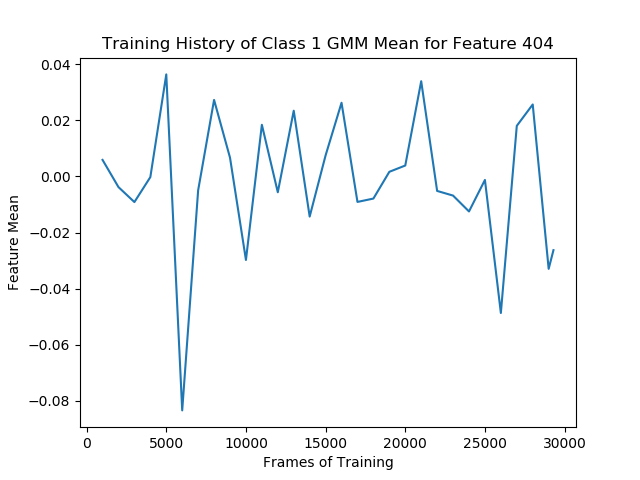 Training History of Class 1 GMM Mean for Feature 404
0.04
0.02
0.00
−0.02
−0.04
−0.06
−0.08
Feature Mean
0 5000 10000 15000 20000 25000 30000
Frames of Training